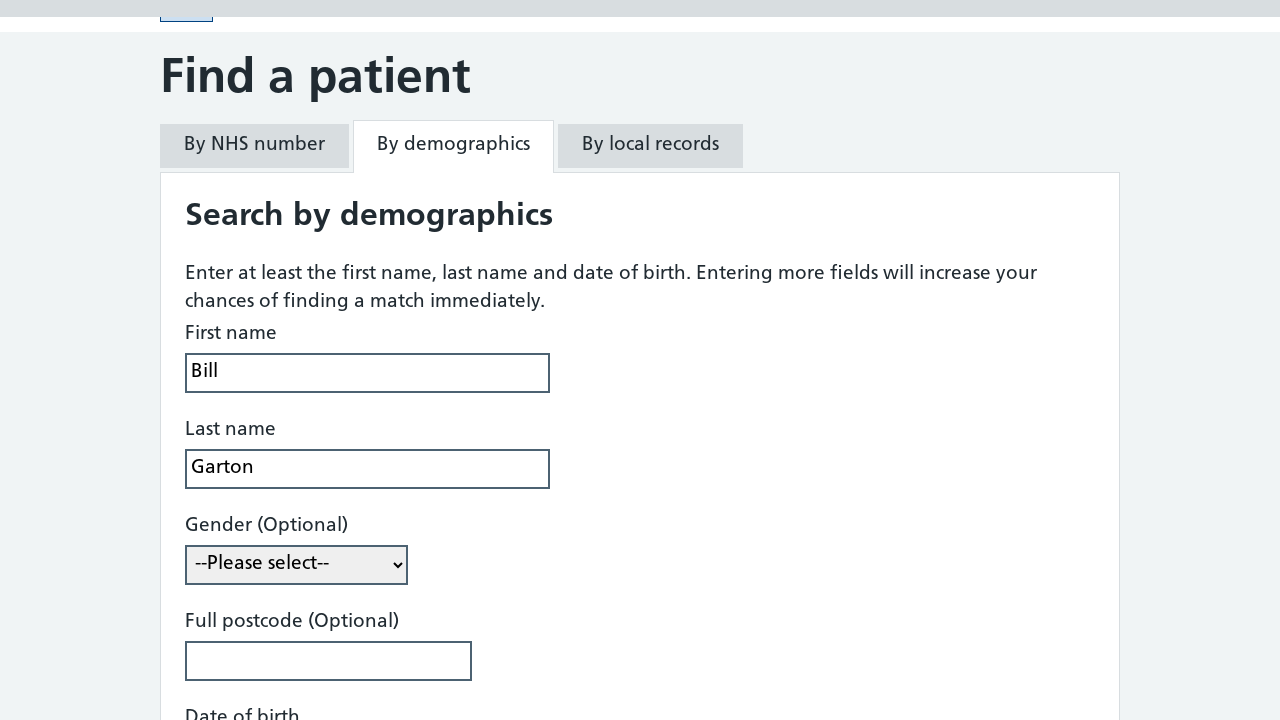 Find a patient
By NHS number
By demographics
By local records
Search by demographics
Enter at least the first name, last name and date of birth. Entering more fields will increase your
chances of finding a match immediately.
First name
Bill
Last name
Garton
Gender (Optional)
--Please select--
Full postcode (Optional)
Date of birth